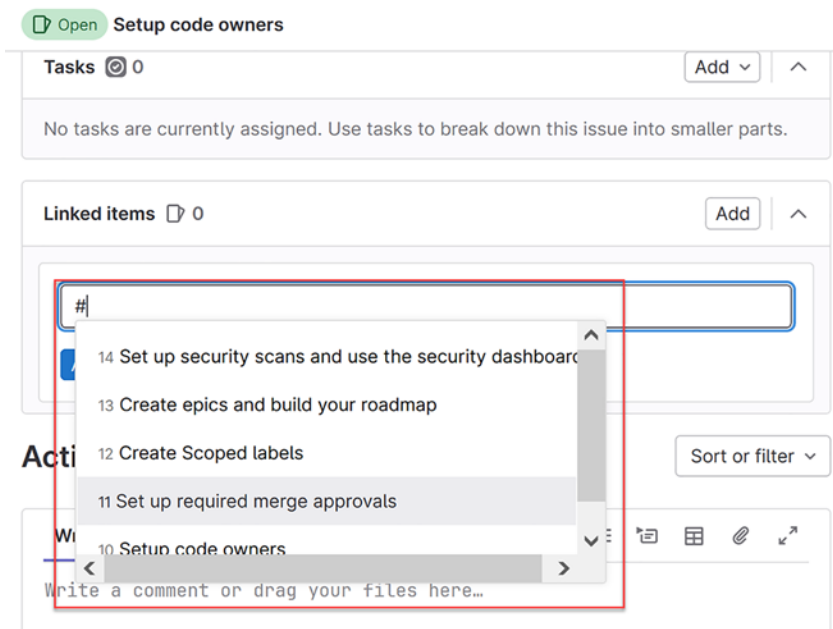 Open Setup code owners
Tasks 0
Add
No tasks are currently assigned. Use tasks to break down this issue into smaller parts.
Linked items 0
Add
#
14 Set up security scans and use the security dashboard
13 Create epics and build your roadmap
12 Create Scoped labels
11 Set up required merge approvals
10 Setup code owners
Acti
Sort or filter
Write a comment or drag your files here…